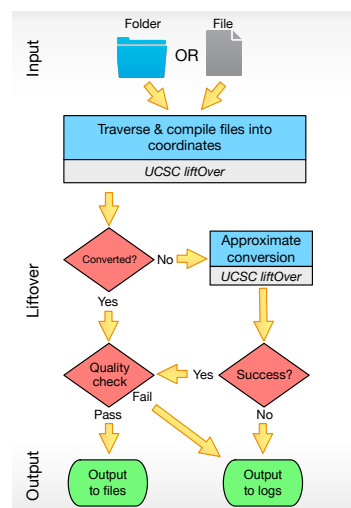 Input
Folder
File
OR
Traverse & compile files into
coordinates
UCSC liftOver
Liftover
Converted?
No
Approximate
conversion
UCSC liftOver
Yes
Quality
check
Yes
Success?
Fail
Pass
No
Output
Output
to files
Output
to logs